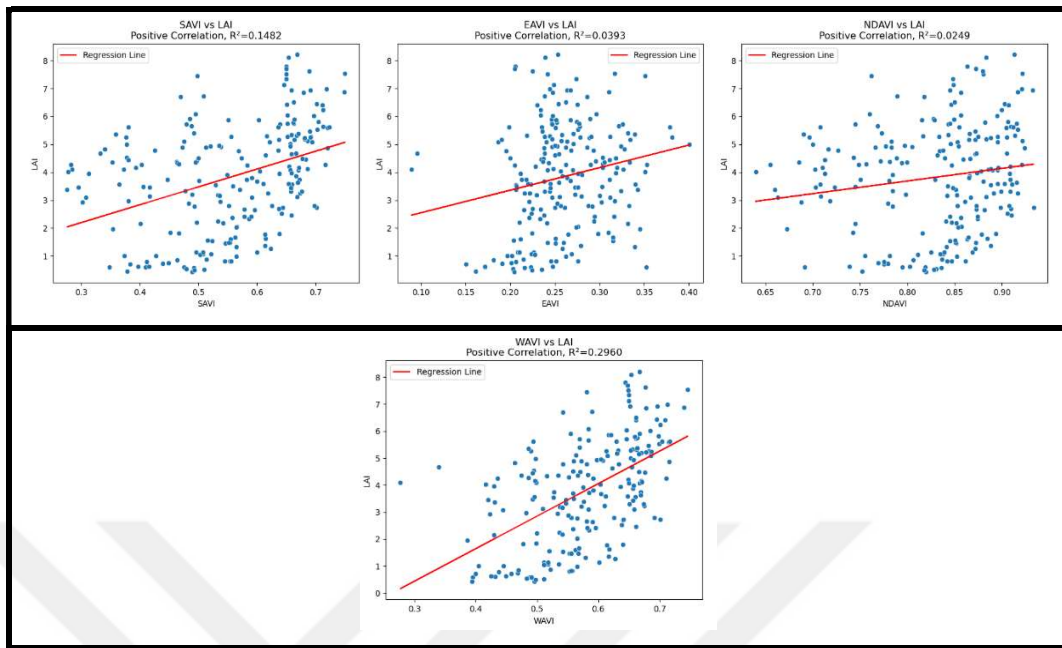 SAVI vs LAI
Positive Correlation, R²=0.1482
Regression Line
8
7
6
5
4
3
2
1
LAI
0.3 0.4 0.5 0.6 0.7
SAVI
EAVI vs LAI
Positive Correlation, R²=0.0393
Regression Line
8
7
6
5
4
3
2
1
LAI
0.10 0.15 0.20 0.25 0.30 0.35 0.40
EAVI
NDAVI vs LAI
Positive Correlation, R²=0.0249
Regression Line
8
7
6
5
4
3
2
1
LAI
0.65 0.70 0.75 0.80 0.85 0.90
NDAVI
WAVI vs LAI
Positive Correlation, R²=0.2960
Regression Line
8
7
6
5
4
3
2
1
0
LAI
0.3 0.4 0.5 0.6 0.7
WAVI